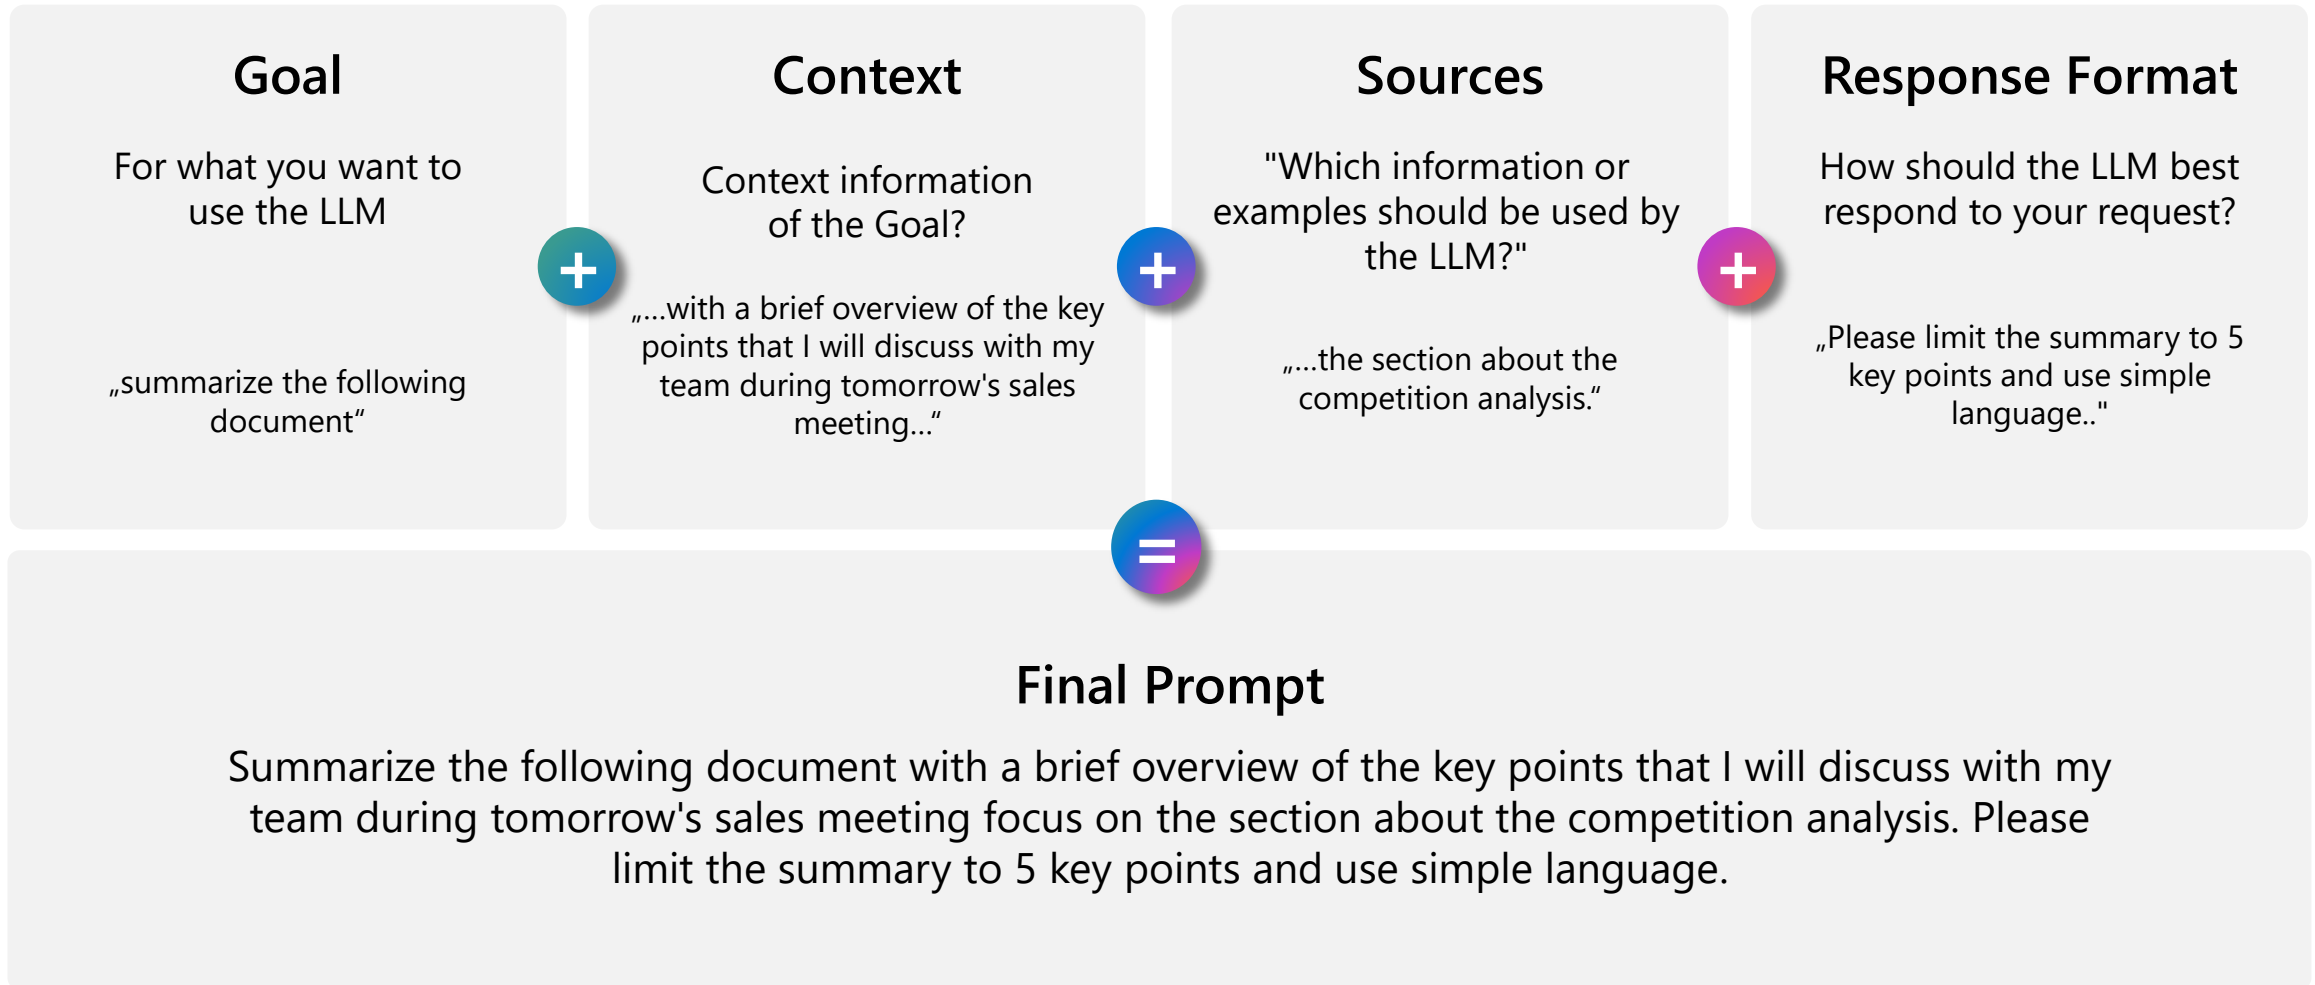 Goal
For what you want to
use the LLM
„summarize the following
document“
+
Context
Context information
of the Goal?
„...with a brief overview of the key
points that I will discuss with my
team during tomorrow's sales
meeting...“
+
Sources
"Which information or
examples should be used by
the LLM?"
„...the section about the
competition analysis.“
+
Response Format
How should the LLM best
respond to your request?
„Please limit the summary to 5
key points and use simple
language.."
=
Final Prompt
Summarize the following document with a brief overview of the key points that I will discuss with my
team during tomorrow's sales meeting focus on the section about the competition analysis. Please
limit the summary to 5 key points and use simple language.